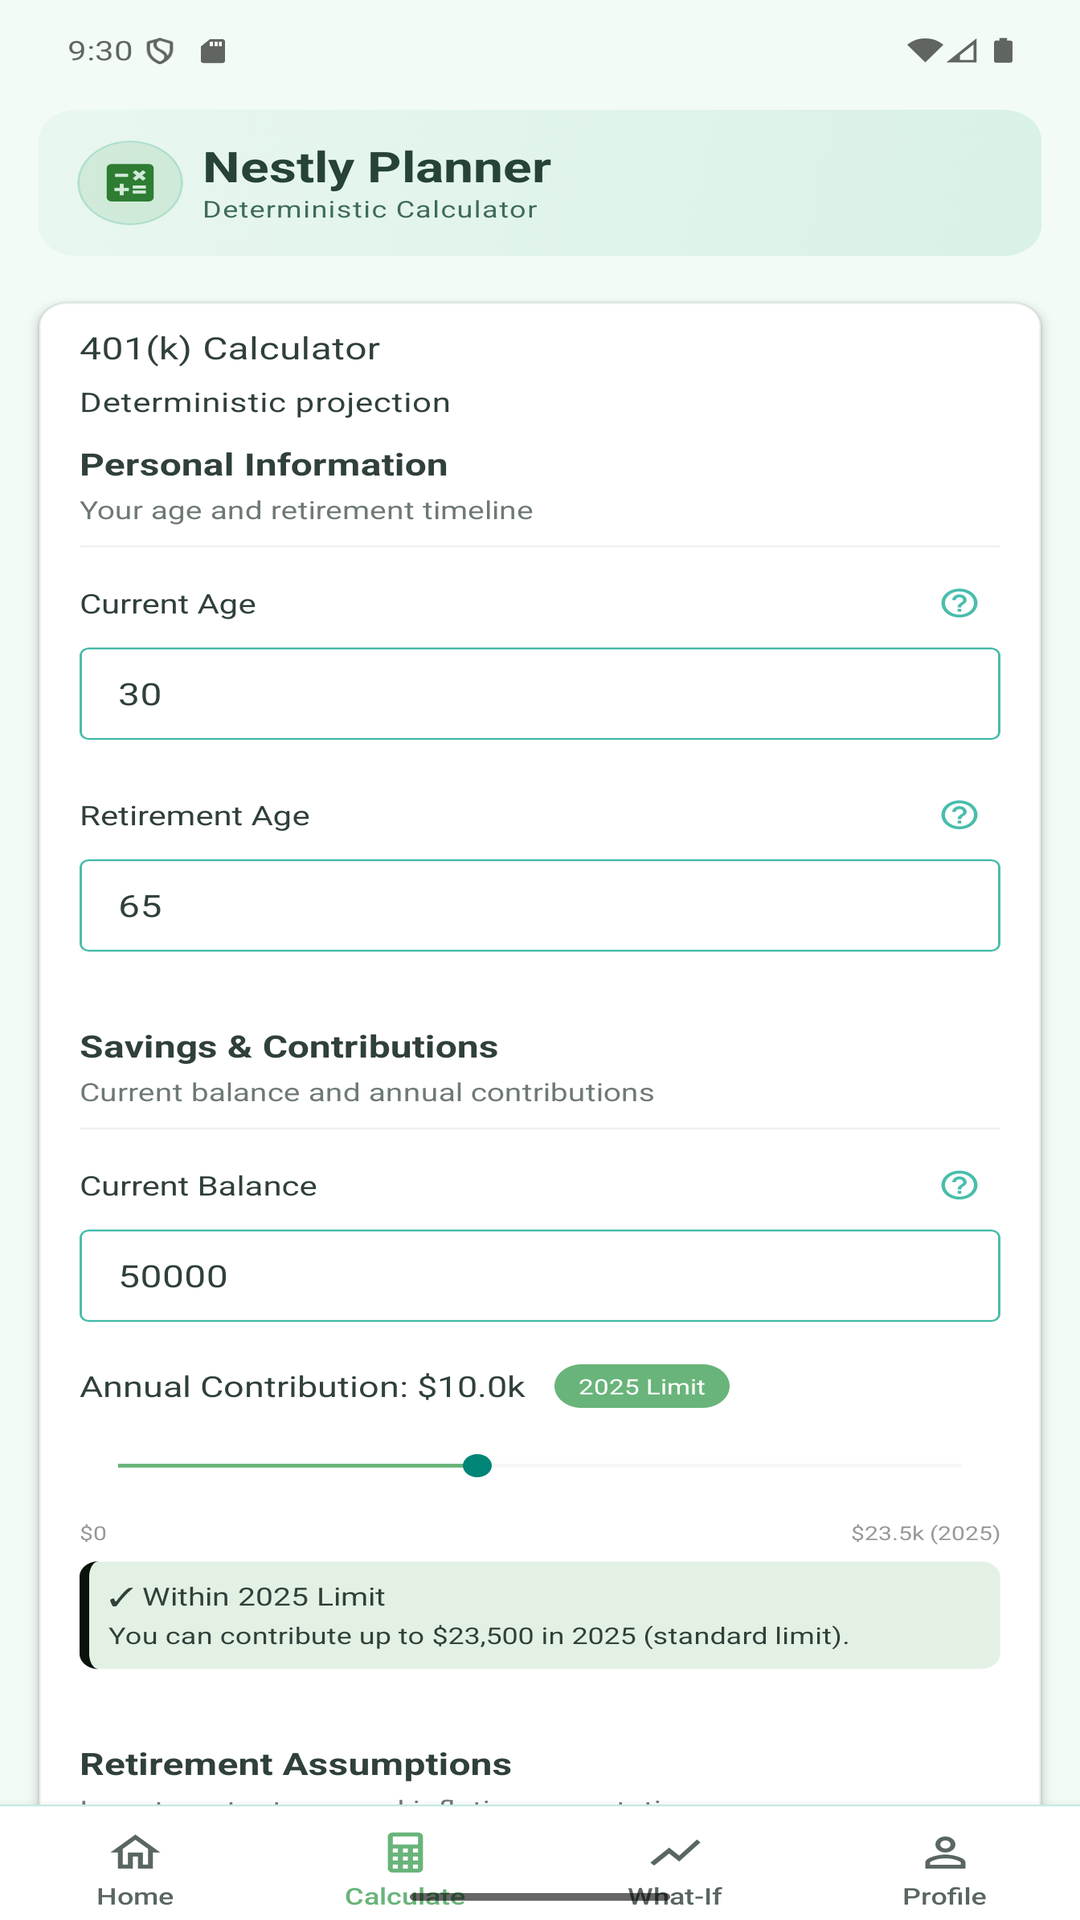 9:30
Nestly Planner
Deterministic Calculator
401(k) Calculator
Deterministic projection
Personal Information
Your age and retirement timeline
Current Age
30
Retirement Age
65
Savings & Contributions
Current balance and annual contributions
Current Balance
50000
Annual Contribution: $10.0k 2025 Limit
$0 $23.5k (2025)
✓ Within 2025 Limit
You can contribute up to $23,500 in 2025 (standard limit).
Retirement Assumptions
Home Calculate What-If Profile